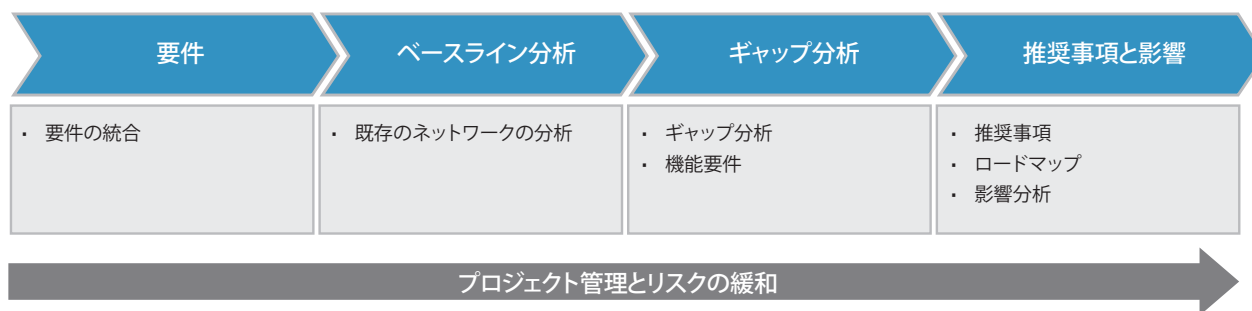 要件
ベースライン分析
ギャップ分析
推奨事項と影響
・ 要件の統合
・ 既存のネットワークの分析
・ ギャップ分析
・ 機能要件
・ 推奨事項
・ ロードマップ
・ 影響分析
プロジェクト管理とリスクの緩和